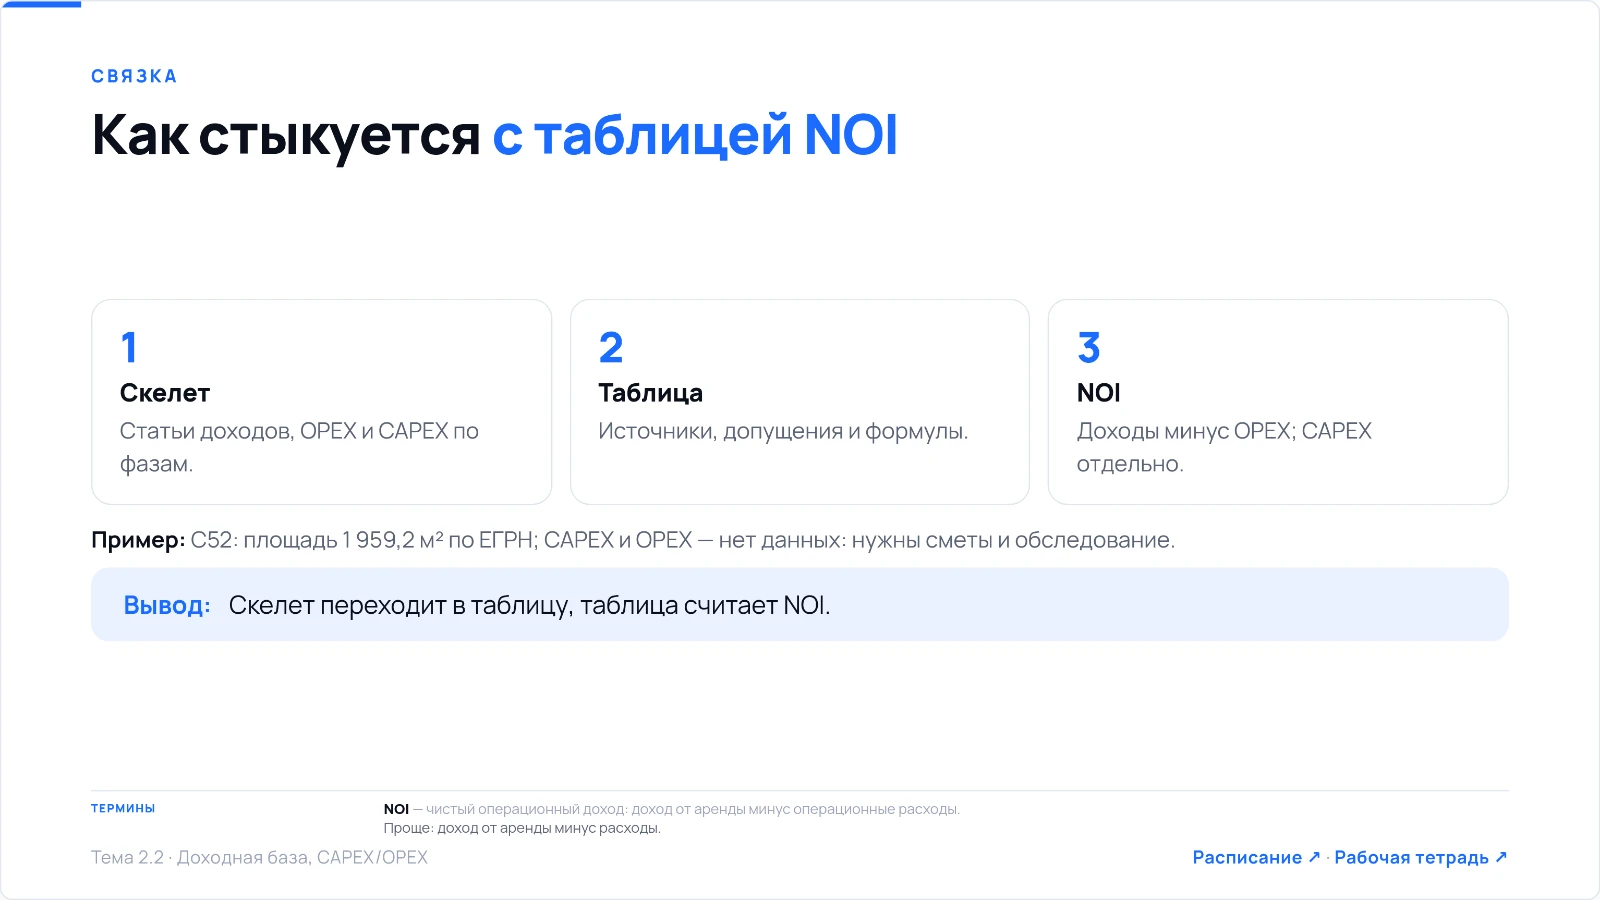 СВЯЗКА
Как стыкуется с таблицей NOI
1
Скелет
Статьи доходов, OPEX и CAPEX по
фазам.
2
Таблица
Источники, допущения и формулы.
3
NOI
Доходы минус OPEX; CAPEX
отдельно.
Пример: С52: площадь 1 959,2 м² по ЕГРН; CAPEX и OPEX — нет данных: нужны сметы и обследование.
Вывод: Скелет переходит в таблицу, таблица считает NOI.
ТЕРМИНЫ
NOI — чистый операционный доход: доход от аренды минус операционные расходы.
Проще: доход от аренды минус расходы.
Тема 2.2 · Доходная база, CAPEX/OPEX
Расписание ↗ · Рабочая тетрадь ↗